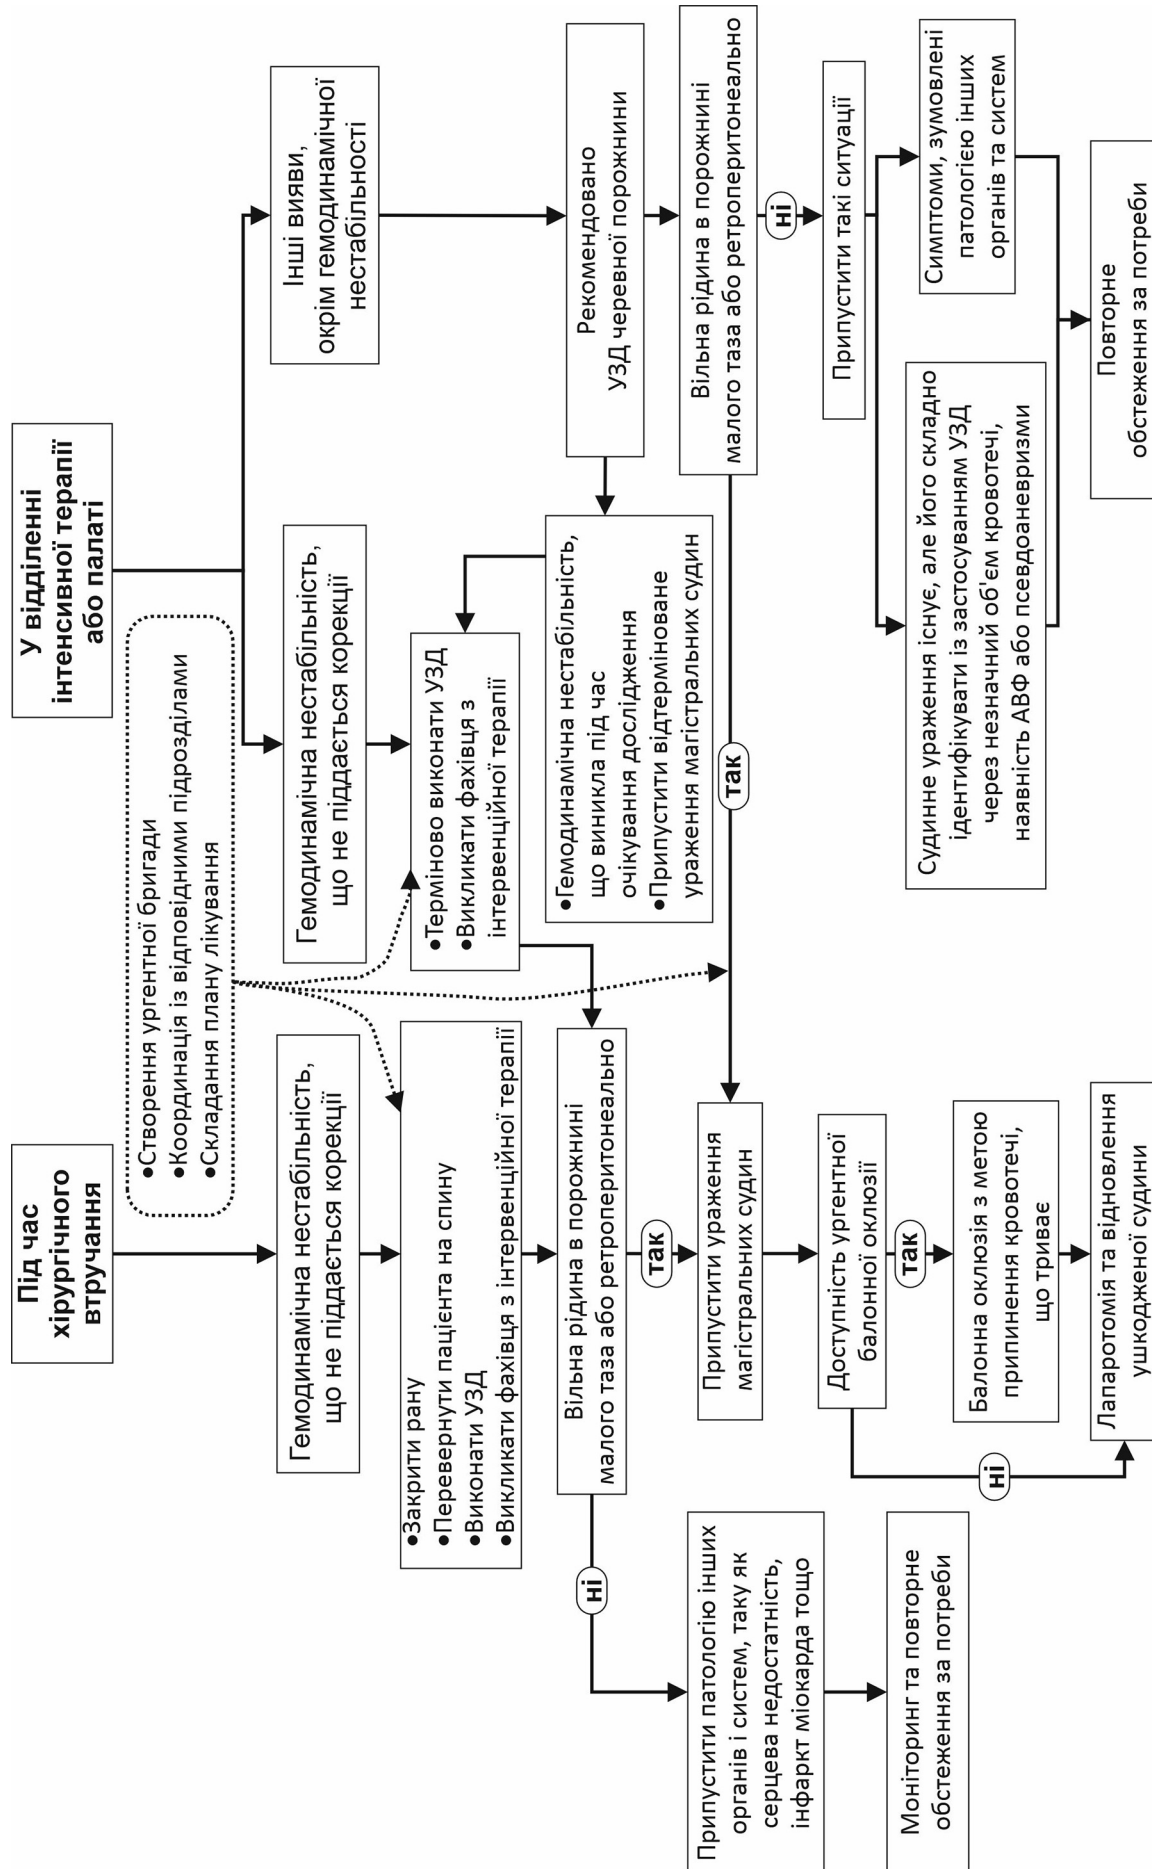 Під час
хірургічного
втручання
У відділенні
інтенсивної терапії
або палаті
●Створення ургентної бригади
●Координація із відповідними підрозділами
●Складання плану лікування
Гемодинамічна нестабільність,
що не піддається корекції
Гемодинамічна нестабільність,
що не піддається корекції
Інші вияви,
окрім гемодинамічної
нестабільності
●Закрити рану
●Перевернути пацієнта на спину
●Виконати УЗД
●Викликати фахівця з інтервенційної терапії
●Терміново виконати УЗД
●Викликати фахівця з
інтервенційної терапії
●Гемодинамічна нестабільність,
що виникла під час
очікування дослідження
●Припустити відтерміноване
ураження магістральних судин
Рекомендовано
УЗД черевної порожнини
Вільна рідина в порожнині
малого таза або ретроперитонеально
Вільна рідина в порожнині
малого таза або ретроперитонеально
ні
так
так
ні
Припустити патологію інших
органів і систем, таку як
серцева недостатність,
інфаркт міокарда тощо
Припустити ураження
магістральних судин
Припустити такі ситуації
Моніторинг та повторне
обстеження за потреби
Доступність ургентної
балонної оклюзії
ні
так
Балонна оклюзія з метою
припинення кровотечі,
що триває
Лапаротомія та відновлення
ушкодженої судини
Судинне ураження існує, але його складно
ідентифікувати із застосуванням УЗД
через незначний об'єм кровотечі,
наявність АВФ або псевдоаневризми
Симптоми, зумовлені
патологією інших
органів та систем
Повторне
обстеження за потреби